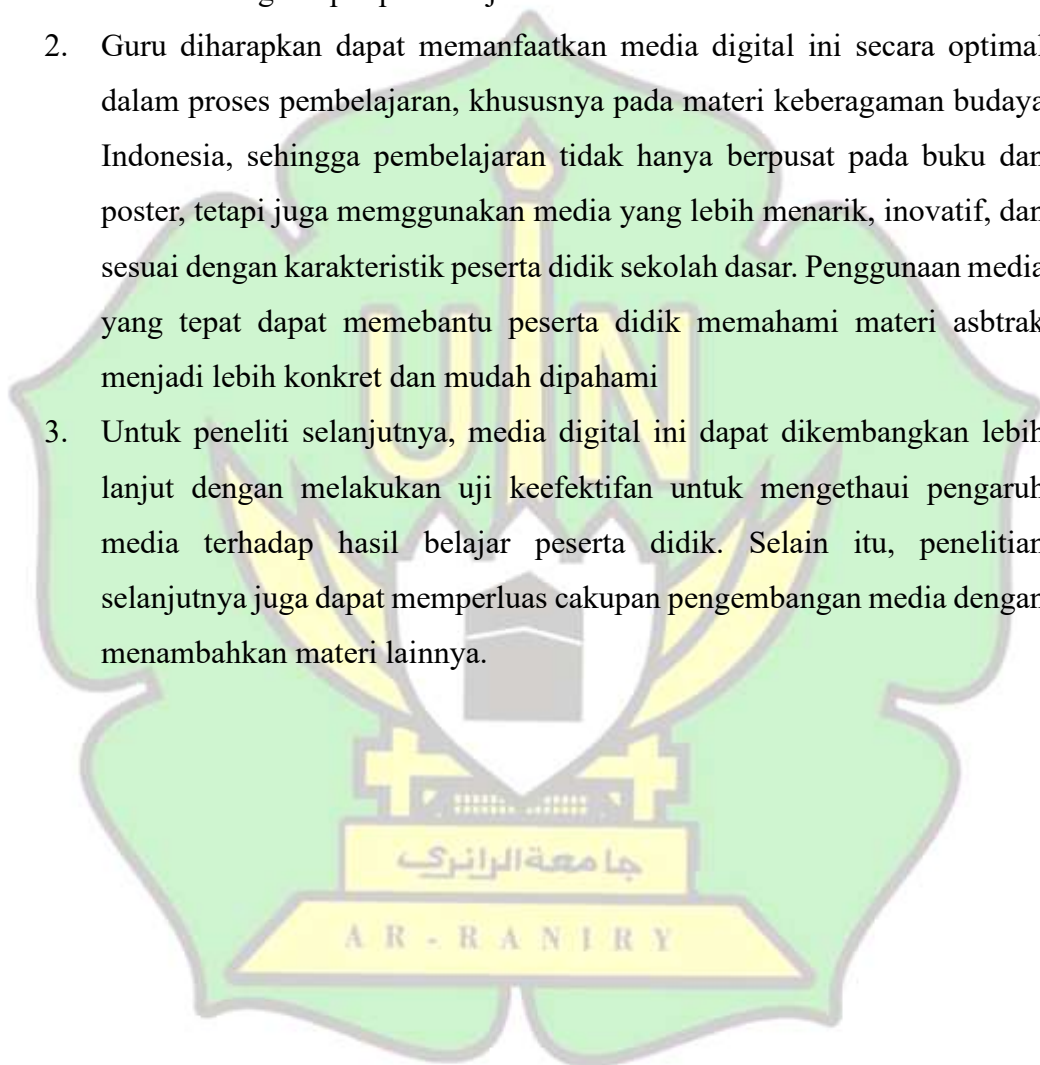 2. Guru diharapkan dapat memanfaatkan media digital ini secara optimal
dalam proses pembelajaran, khususnya pada materi keberagaman budaya
Indonesia, sehingga pembelajaran tidak hanya berpusat pada buku dan
poster, tetapi juga memggunakan media yang lebih menarik, inovatif, dan
sesuai dengan karakteristik peserta didik sekolah dasar. Penggunaan media
yang tepat dapat memebantu peserta didik memahami materi asbtrak
menjadi lebih konkret dan mudah dipahami
3. Untuk peneliti selanjutnya, media digital ini dapat dikembangkan lebih
lanjut dengan melakukan uji keefektifan untuk mengethaui pengaruh
media terhadap hasil belajar peserta didik. Selain itu, penelitian
selanjutnya juga dapat memperluas cakupan pengembangan media dengan
menambahkan materi lainnya.
UIN
جامعة الرانري
AR-RANIRY